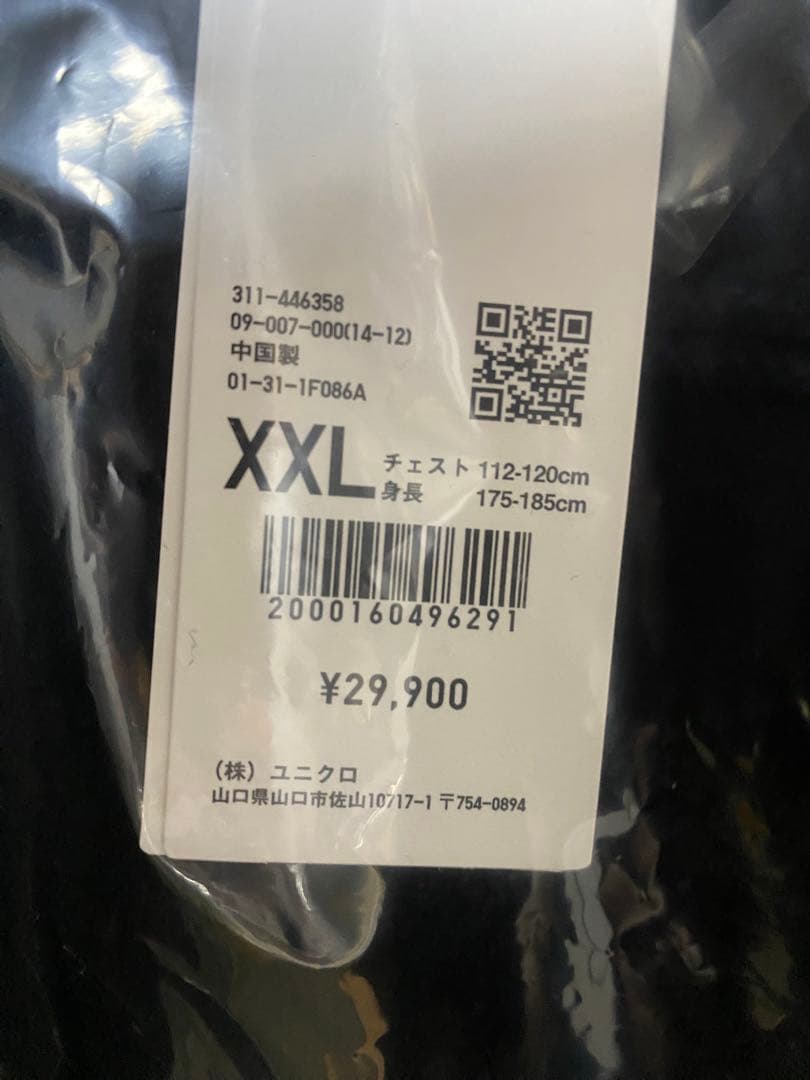 311-446358
09-007-000(14-12)
中国製
01-31-1F086A
XXL チェスト 112-120cm
身長 175-185cm
2000160496291
¥29,900
（株）ユニクロ
山口県山口市佐山10717-1 〒754-0894